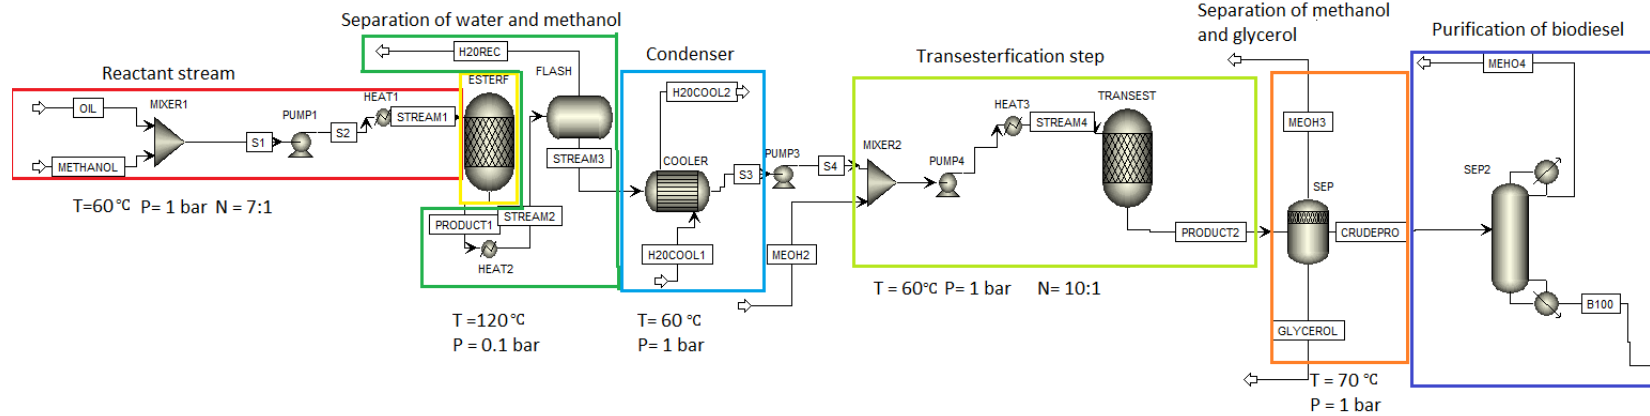 Reactant stream
OIL
MIXER1
METHANOL
S1
PUMP1
S2
HEAT1
STREAM1
T=60℃ P= 1 bar N = 7:1
Separation of water and methanol
H20REC
FLASH
ESTERF
STREAM3
PRODUCT1
STREAM2
HEAT2
T =120℃
P = 0.1 bar
Condenser
H20COOL2
COOLER
S3
H20COOL1
T= 60 ℃
P= 1 bar
PUMP3
S4
MEOH2
Transesterfication step
MIXER2
PUMP4
HEAT3
STREAM4
TRANSEST
PRODUCT2
T = 60℃ P= 1 bar N= 10:1
Separation of methanol
and glycerol
MEOH3
SEP
CRUDEPRO
GLYCEROL
T = 70 ℃
P = 1 bar
Purification of biodiesel
MEHO4
SEP2
B100